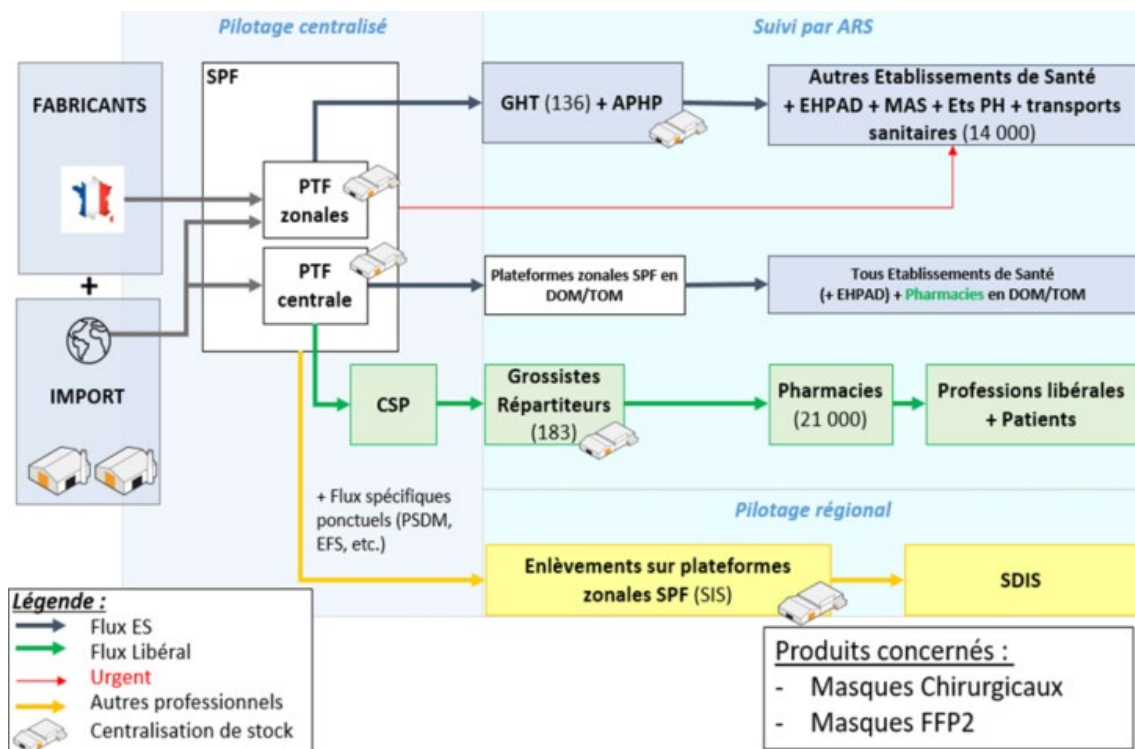 Pilotage centralisé
Suivi par ARS
SPF
FABRICANTS
GHT (136) + APHP
Autres Etablissements de Santé
+ EHPAD + MAS + Ets PH + transports
sanitaires (14 000)
PTF
zonales
+
PTF
centrale
Plateformes zonales SPF en
DOM/TOM
Tous Etablissements de Santé
(+ EHPAD) + Pharmacies en DOM/TOM
IMPORT
CSP
Grossistes
Répartiteurs
(183)
Pharmacies
(21 000)
Professions libérales
+ Patients
+ Flux spécifiques
ponctuels (PSDM,
EFS, etc.)
Pilotage régional
Enlèvements sur plateformes
zonales SPF (SIS)
SDIS
Légende :
Flux ES
Flux Libéral
Urgent
Autres professionnels
Centralisation de stock
Produits concernés :
- Masques Chirurgicaux
- Masques FFP2